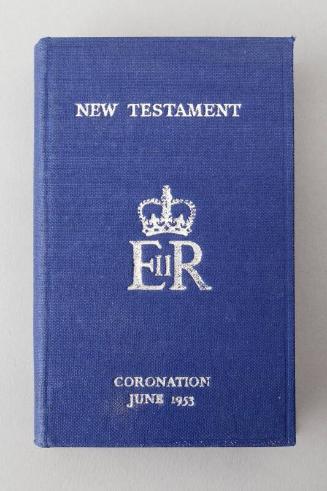 NEW TESTAMENT
EIIR
CORONATION
JUNE 1953